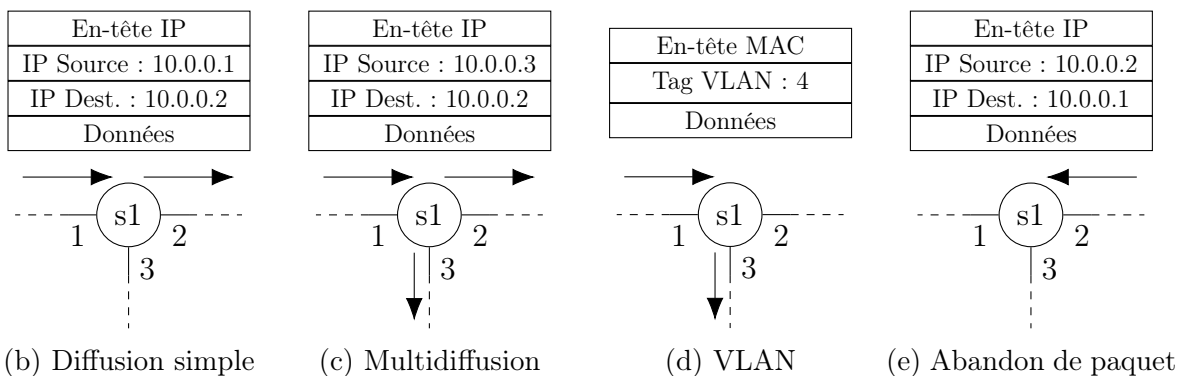 En-tête IP
IP Source : 10.0.0.1
IP Dest. : 10.0.0.2
Données
s1
1
2
3
(b) Diffusion simple
En-tête IP
IP Source : 10.0.0.3
IP Dest. : 10.0.0.2
Données
s1
1
2
3
(c) Multidiffusion
En-tête MAC
Tag VLAN : 4
Données
s1
1
2
3
(d) VLAN
En-tête IP
IP Source : 10.0.0.2
IP Dest. : 10.0.0.1
Données
s1
1
2
3
(e) Abandon de paquet